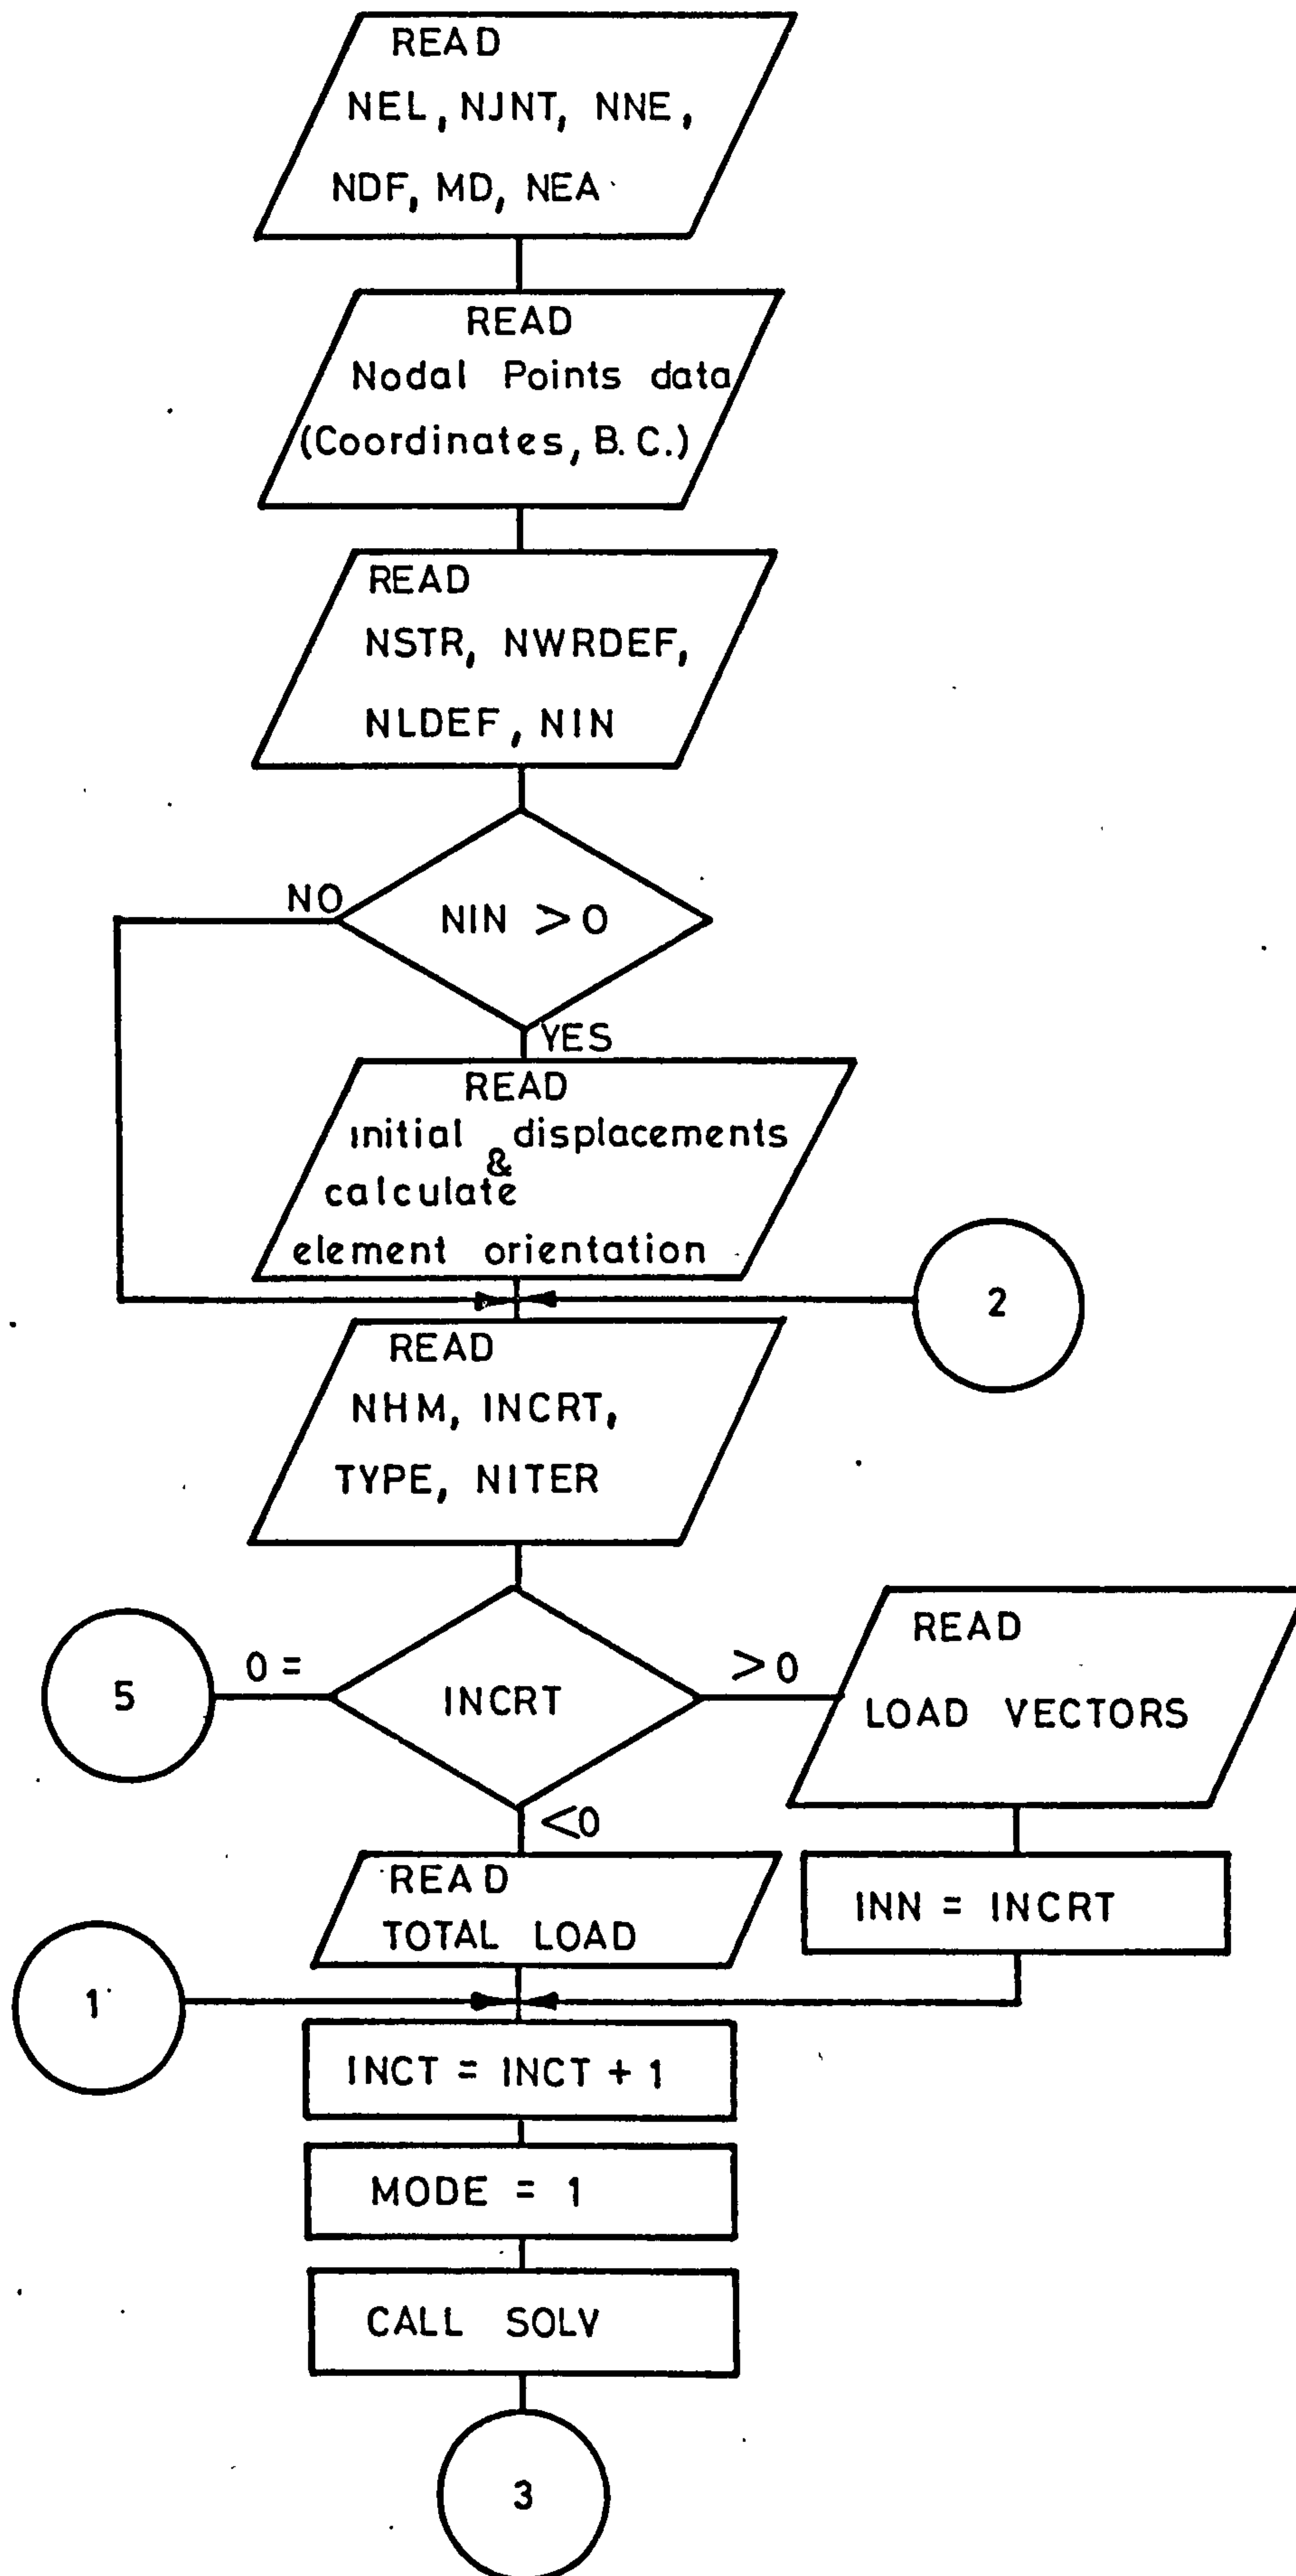 READ
NEL, NJNT, NNE,
NDF, MD, NEA
READ
Nodal Points data
(Coordinates, B.C.)
READ
NSTR, NWRDEF,
NLDEF, NIN
NO
NIN > 0
YES
READ
initial displacements
&
calculate
element orientation
2
READ
NHM, INCRT,
TYPE, NITER
5
0 =
INCRT
>0
READ
LOAD VECTORS
<0
READ
TOTAL LOAD
INN = INCRT
1
INCT = INCT + 1
MODE = 1
CALL SOLV
3